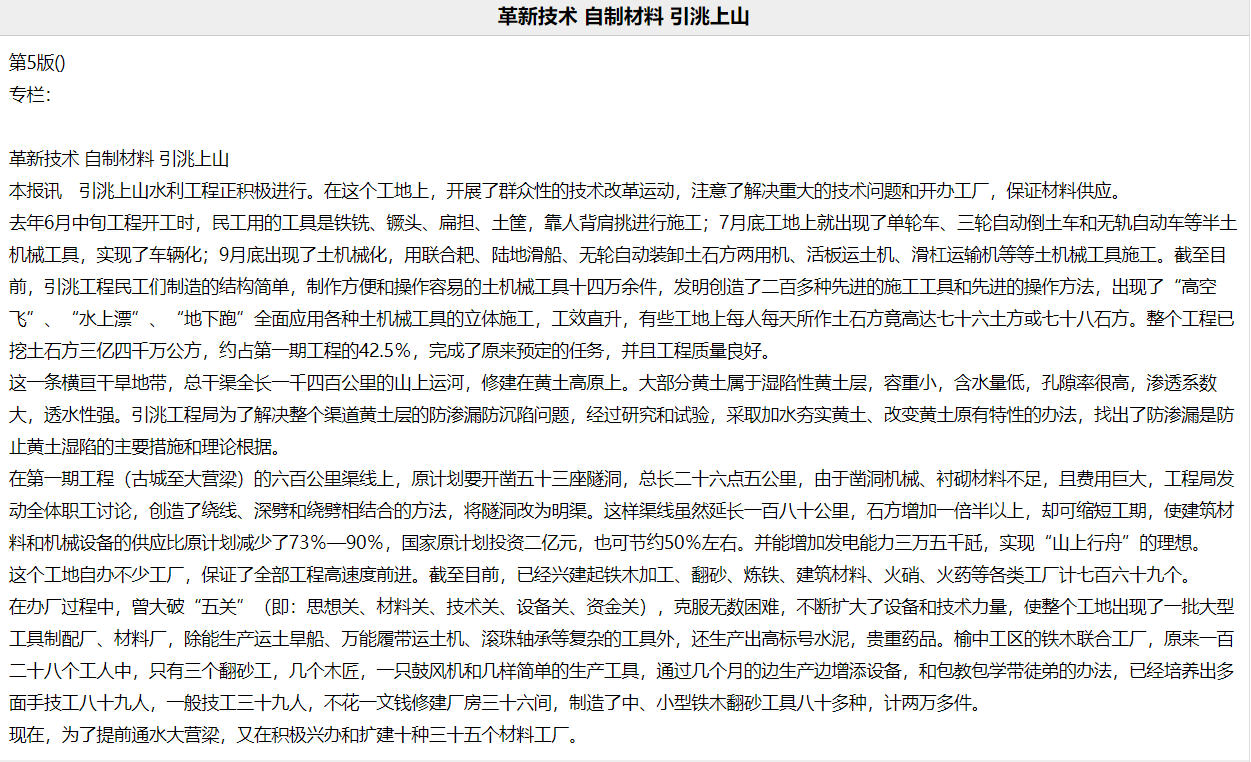 革新技术 自制材料 引洮上山
第5版()
专栏：
革新技术 自制材料 引洮上山
本报讯　引洮上山水利工程正积极进行。在这个工地上，开展了群众性的技术改革运动，注意了解决重大的技术问题和开办工厂，保证材料供应。
去年6月中旬工程开工时，民工用的工具是铁铣、镢头、扁担、土筐，靠人背肩挑进行施工；7月底工地上就出现了单轮车、三轮自动倒土车和无轨自动车等半土
机械工具，实现了车辆化；9月底出现了土机械化，用联合耙、陆地滑船、无轮自动装卸土石方两用机、活板运土机、滑杠运输机等等土机械工具施工。截至目
前，引洮工程民工们制造的结构简单，制作方便和操作容易的土机械工具十四万余件，发明创造了二百多种先进的施工工具和先进的操作方法，出现了“高空
飞”、“水上漂”、“地下跑”全面应用各种土机械工具的立体施工，工效直升，有些工地上每人每天所作土石方竟高达七十六土方或七十八石方。整个工程已
挖土石方三亿四千万公方，约占第一期工程的42.5％，完成了原来预定的任务，并且工程质量良好。
这一条横亘干旱地带，总干渠全长一千四百公里的山上运河，修建在黄土高原上。大部分黄土属于湿陷性黄土层，容重小，含水量低，孔隙率很高，渗透系数
大，透水性强。引洮工程局为了解决整个渠道黄土层的防渗漏防沉陷问题，经过研究和试验，采取加水夯实黄土、改变黄土原有特性的办法，找出了防渗漏是防
止黄土湿陷的主要措施和理论根据。
在第一期工程（古城至大营梁）的六百公里渠线上，原计划要开凿五十三座隧洞，总长二十六点五公里，由于凿洞机械、衬砌材料不足，且费用巨大，工程局发
动全体职工讨论，创造了绕线、深劈和绕劈相结合的方法，将隧洞改为明渠。这样渠线虽然延长一百八十公里，石方增加一倍半以上，却可缩短工期，使建筑材
料和机械设备的供应比原计划减少了73％—90％，国家原计划投资二亿元，也可节约50％左右。并能增加发电能力三万五千瓩，实现“山上行舟”的理想。
这个工地自办不少工厂，保证了全部工程高速度前进。截至目前，已经兴建起铁木加工、翻砂、炼铁、建筑材料、火硝、火药等各类工厂计七百六十九个。
在办厂过程中，曾大破“五关”（即：思想关、材料关、技术关、设备关、资金关），克服无数困难，不断扩大了设备和技术力量，使整个工地出现了一批大型
工具制配厂、材料厂，除能生产运土旱船、万能履带运土机、滚珠轴承等复杂的工具外，还生产出高标号水泥，贵重药品。榆中工区的铁木联合工厂，原来一百
二十八个工人中，只有三个翻砂工，几个木匠，一只鼓风机和几样简单的生产工具，通过几个月的边生产边增添设备，和包教包学带徒弟的办法，已经培养出多
面手技工八十九人，一般技工三十九人，不花一文钱修建厂房三十六间，制造了中、小型铁木翻砂工具八十多种，计两万多件。
现在，为了提前通水大营梁，又在积极兴办和扩建十种三十五个材料工厂。